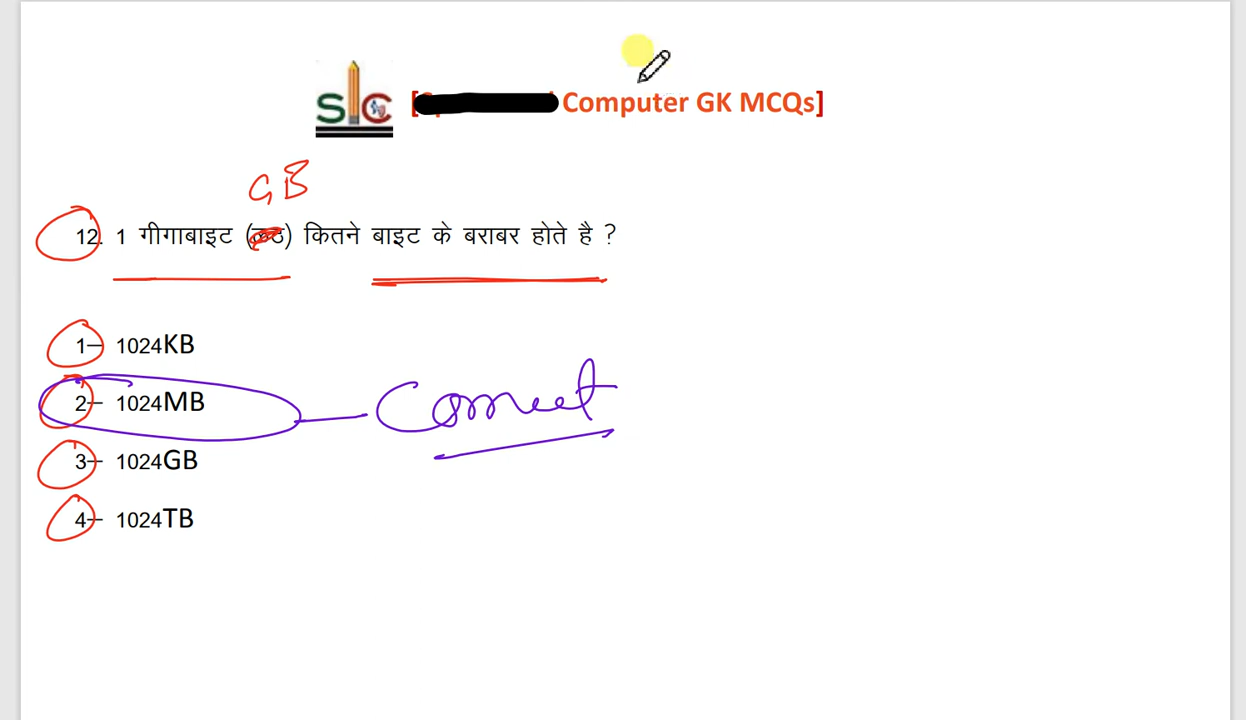 SIC [ Computer GK MCQs]
GB
12. 1 गीगाबाइट ( ) कितने बाइट के बराबर होते है ?
1– 1024KB
2– 1024MB
Correct
3– 1024GB
4– 1024TB